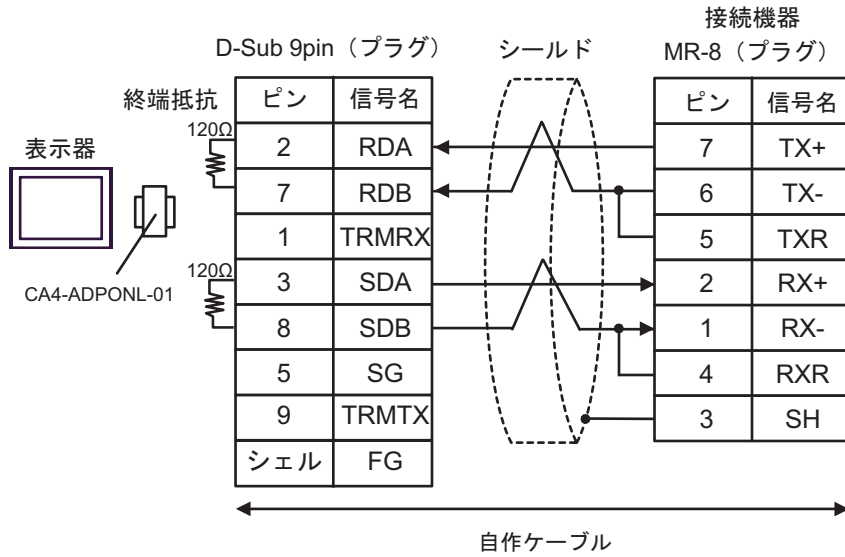 接続機器
D-Sub 9pin（プラグ）
シールド
MR-8（プラグ）
終端抵抗
ピン 信号名
ピン 信号名
120Ω
2 RDA
7 TX+
表示器
7 RDB
6 TX-
1 TRMRX
5 TXR
120Ω
3 SDA
2 RX+
CA4-ADPONL-01
8 SDB
1 RX-
5 SG
4 RXR
9 TRMTX
3 SH
シェル FG
自作ケーブル